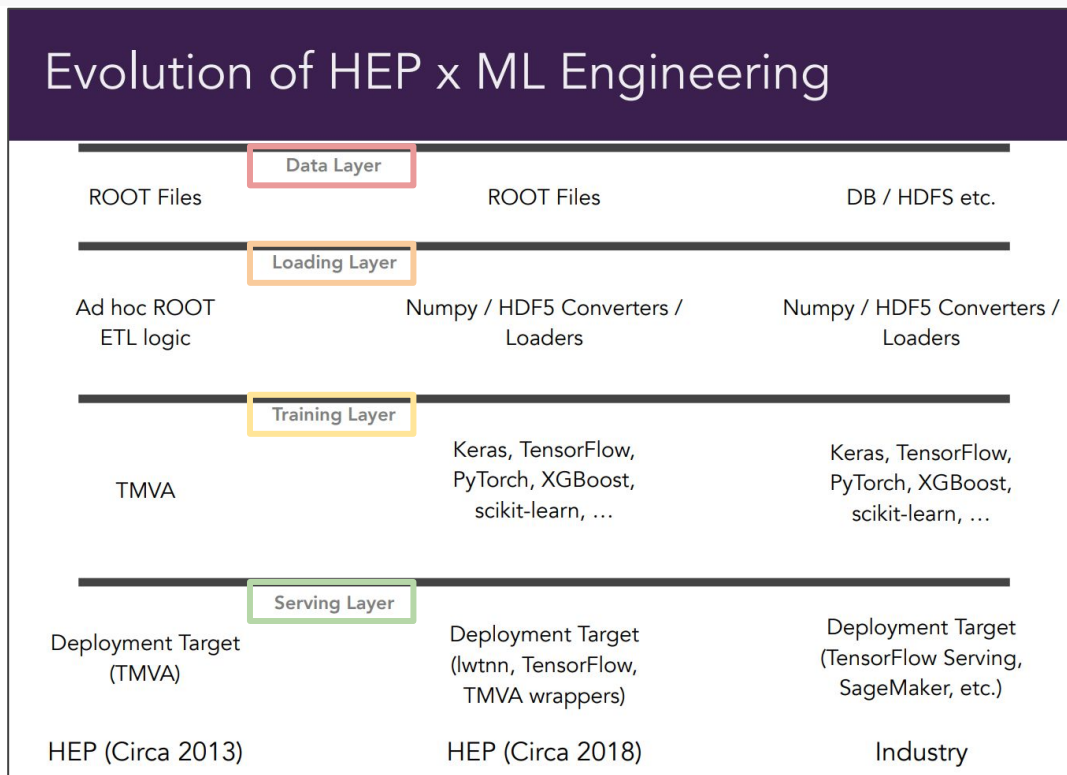 Evolution of HEP x ML Engineering
Data Layer
ROOT Files
ROOT Files
DB / HDFS etc.
Loading Layer
Ad hoc ROOT
ETL logic
Numpy / HDF5 Converters /
Loaders
Numpy / HDF5 Converters /
Loaders
Training Layer
TMVA
Keras, TensorFlow,
PyTorch, XGBoost,
scikit-learn, …
Keras, TensorFlow,
PyTorch, XGBoost,
scikit-learn, …
Serving Layer
Deployment Target
(TMVA)
Deployment Target
(lwtnn, TensorFlow,
TMVA wrappers)
Deployment Target
(TensorFlow Serving,
SageMaker, etc.)
HEP (Circa 2013)
HEP (Circa 2018)
Industry